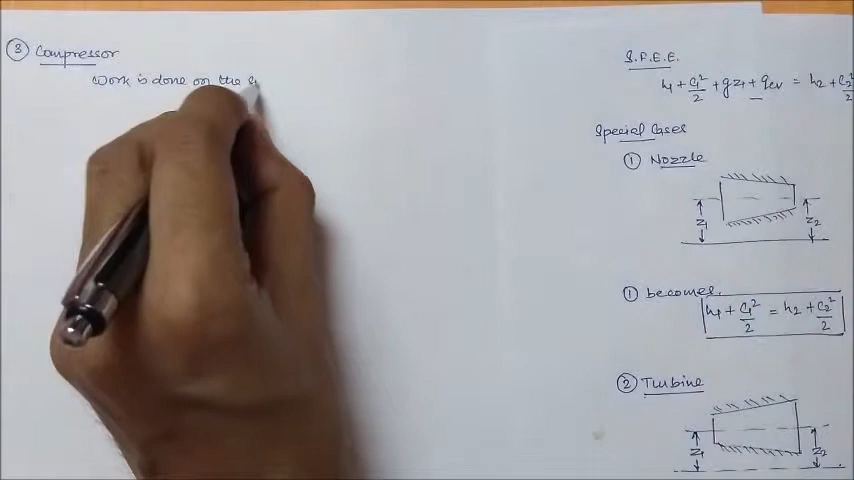 ③ Compressor
Work is done on the
S.F.E.E.
h₁ + c₁²/2 + gz₁ + qcv = h₂ + c₂²/2
Special Cases
① Nozzle
z₁
z₂
① becomes.
h₁ + c₁²/2 = h₂ + c₂²/2
② Turbine
z₁
z₂